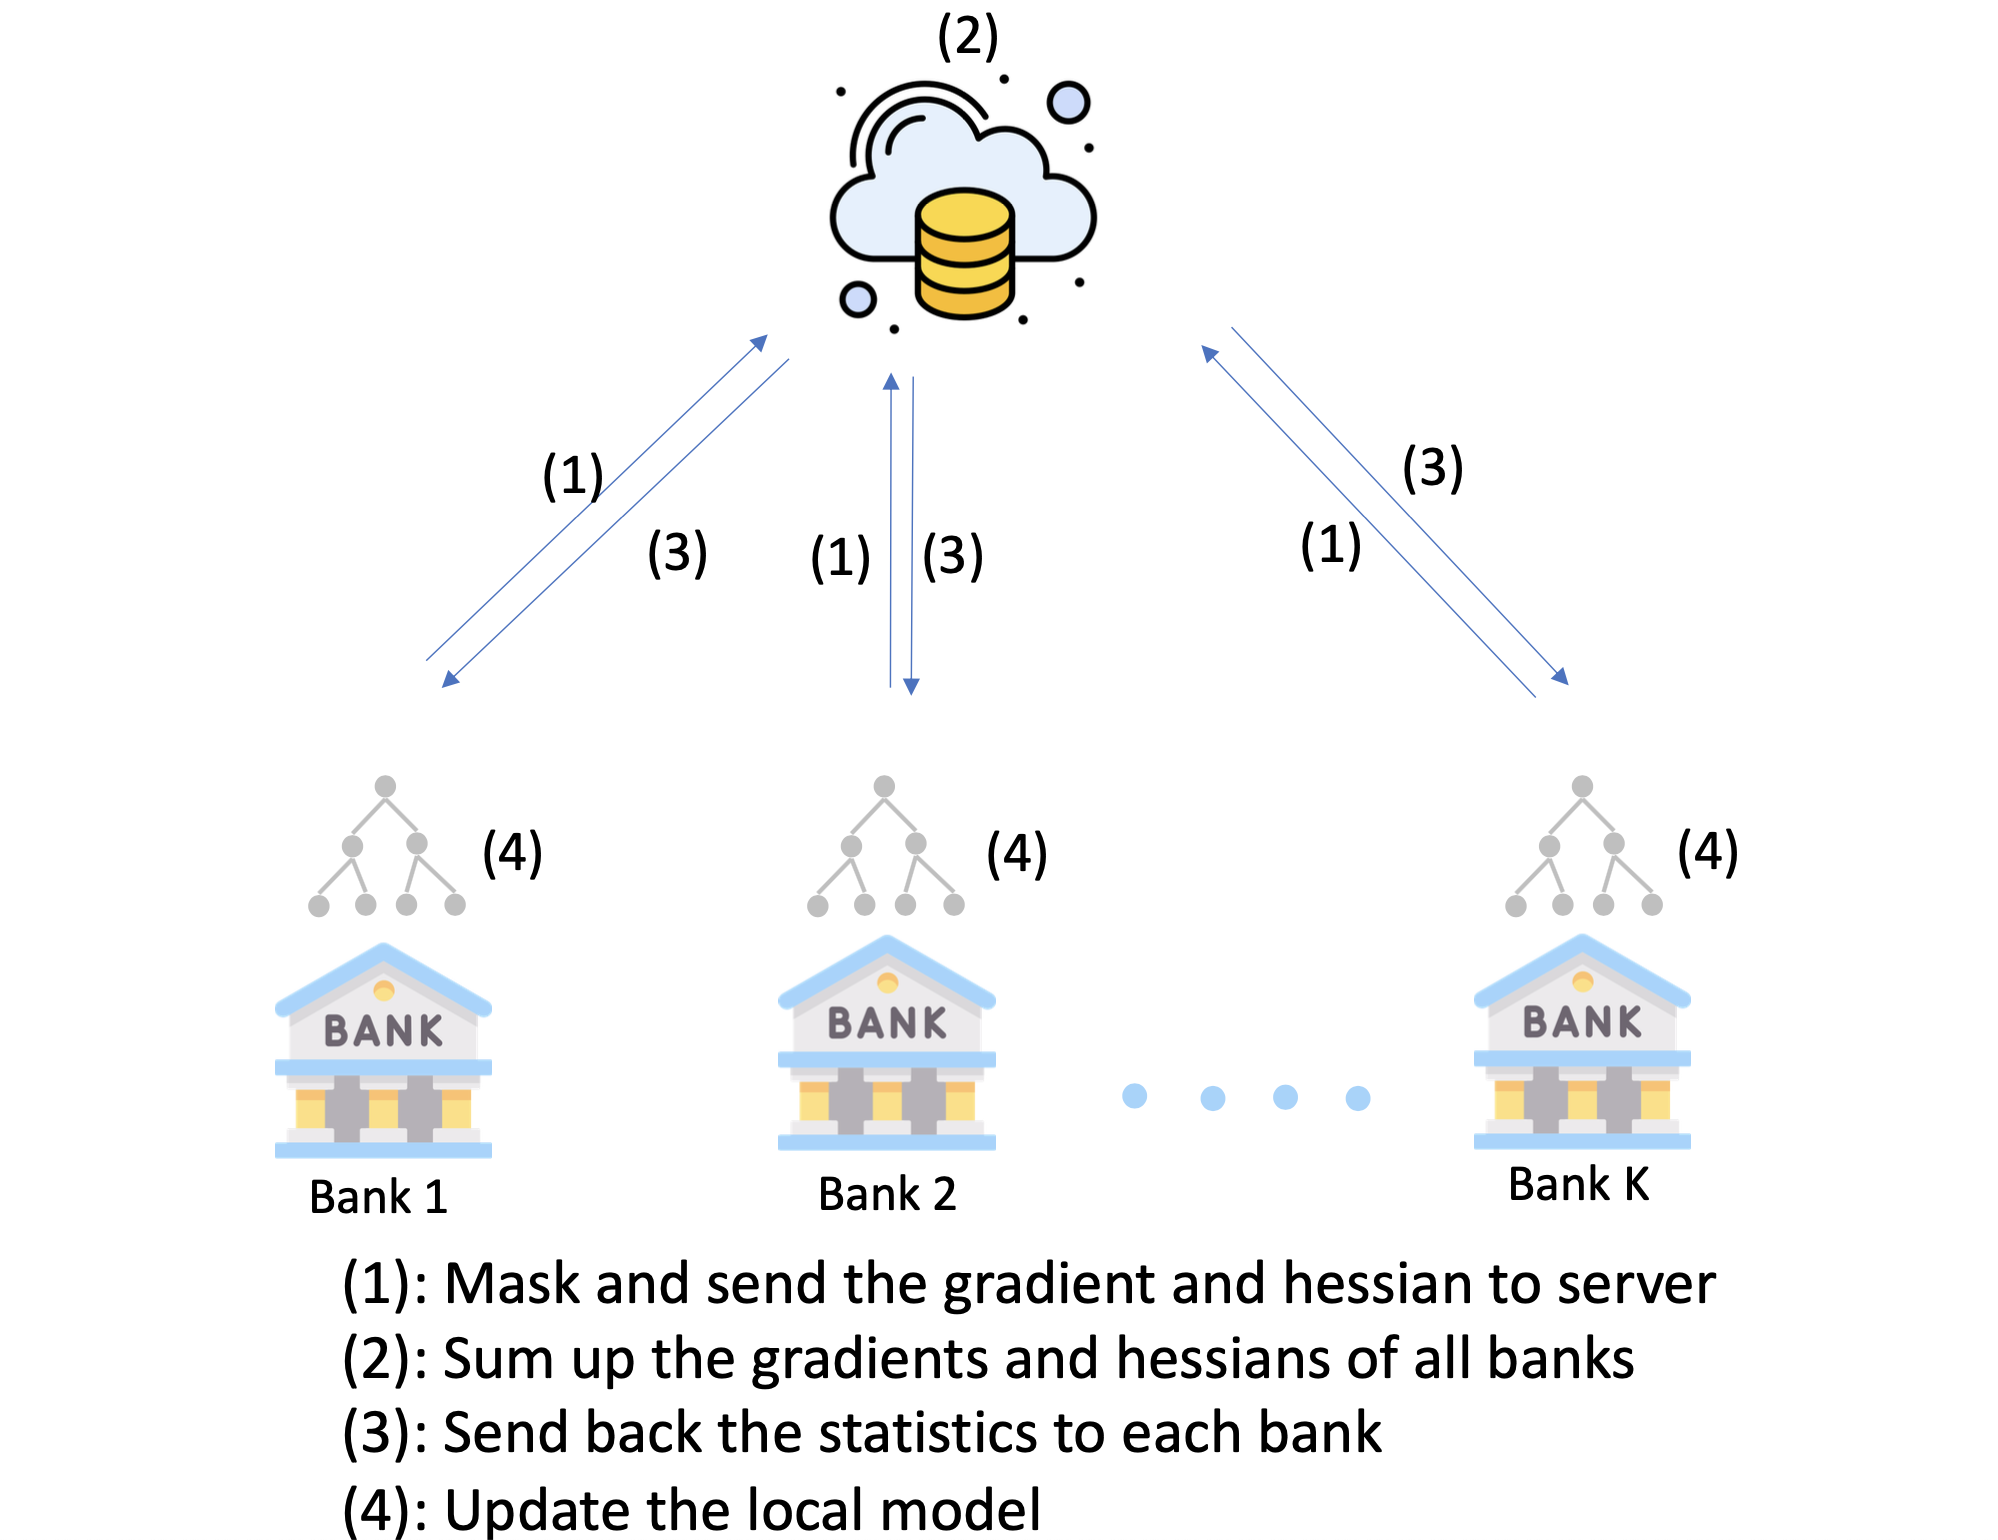 (2)
(1)
(3)
(1)
(3)
(3)
(1)
(4)
(4)
(4)
BANK
BANK
BANK
Bank 1
Bank 2
Bank K
(1): Mask and send the gradient and hessian to server
(2): Sum up the gradients and hessians of all banks
(3): Send back the statistics to each bank
(4): Update the local model